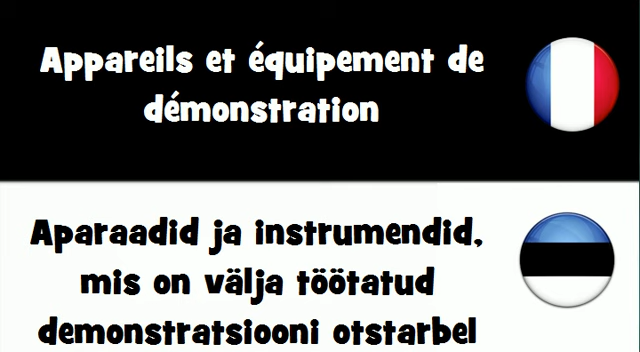 Appareils et équipement de
démonstration
Aparaadid ja instrumendid,
mis on välja töötatud
demonstratsiooni otstarbel